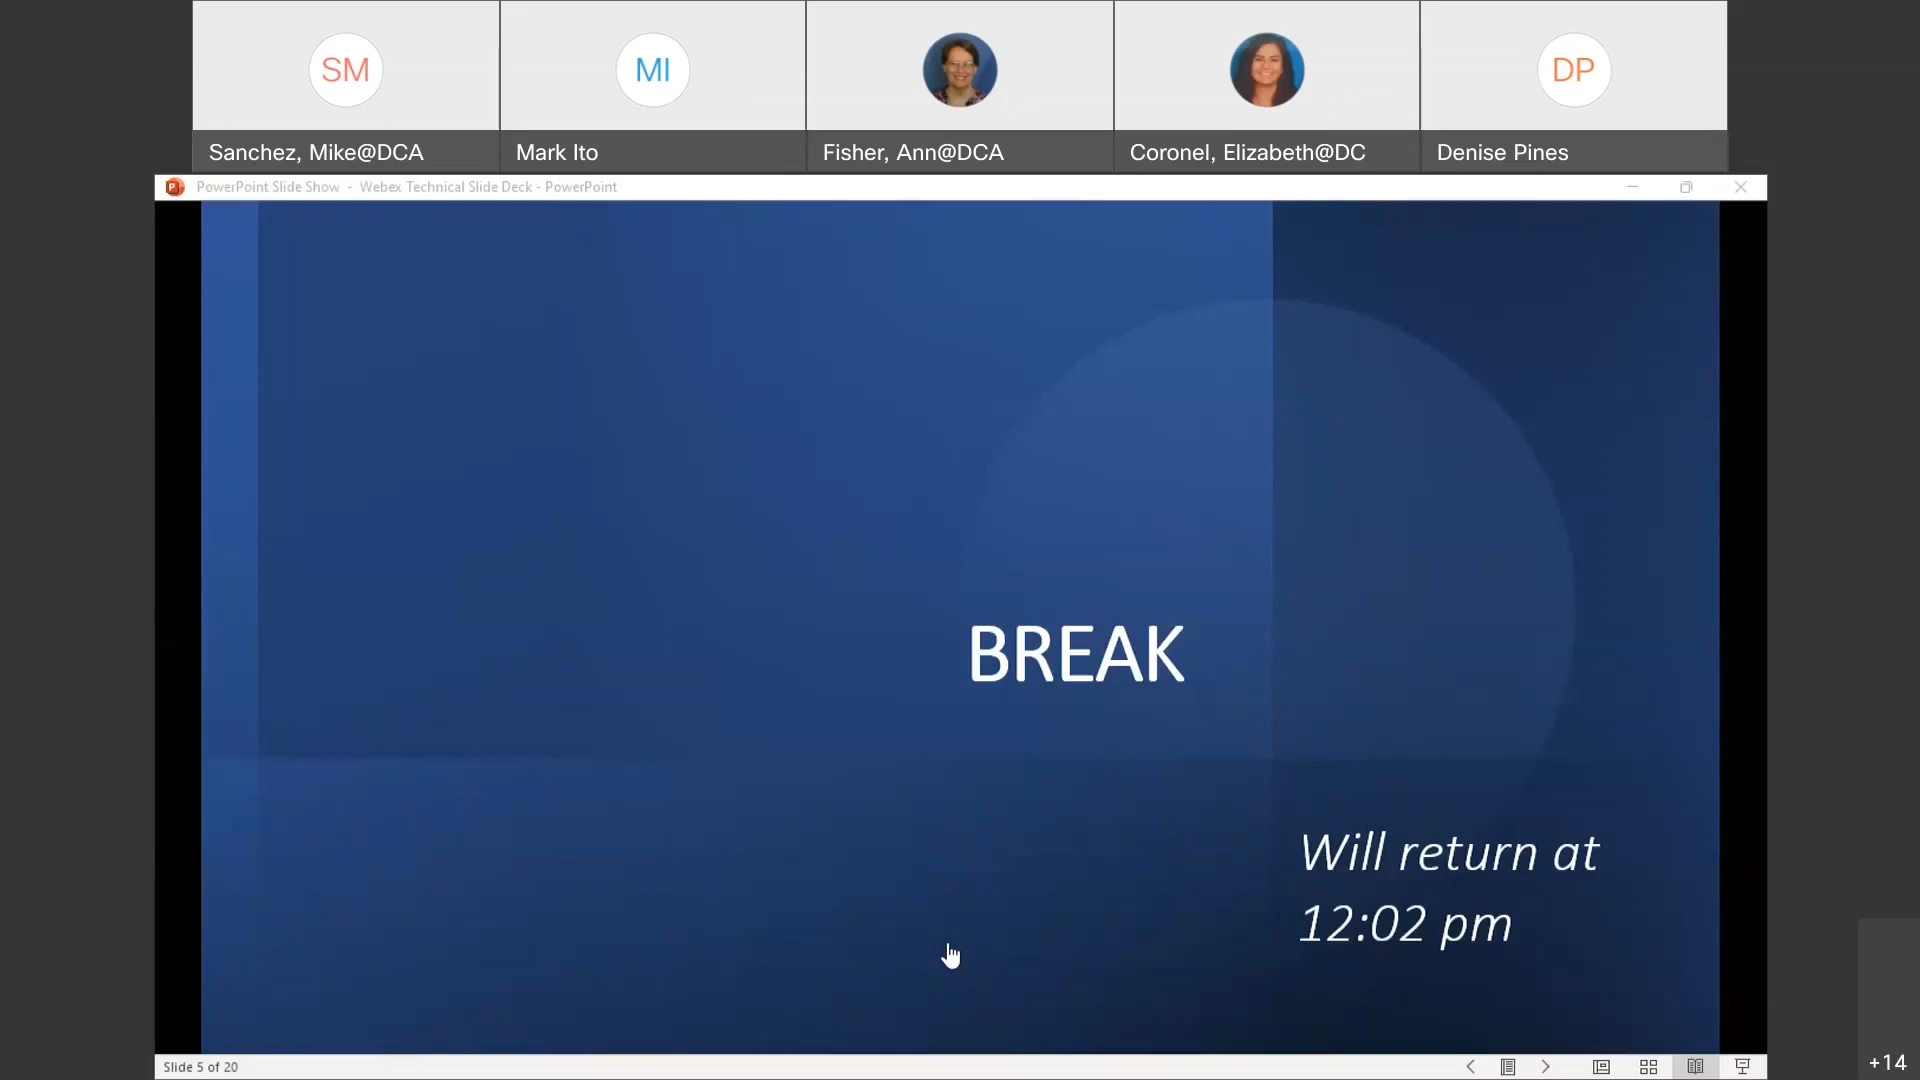 SM
MI
DP
Sanchez, Mike@DCA
Mark Ito
Fisher, Ann@DCA
Coronel, Elizabeth@DC
Denise Pines
PowerPoint Slide Show - Webex Technical Slide Deck - PowerPoint
BREAK
Will return at
12:02 pm
Slide 5 of 20
+14